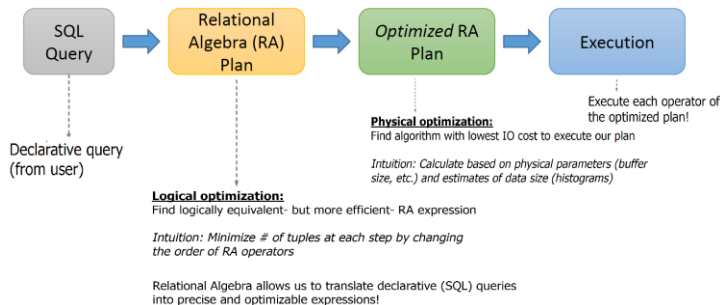 SQL
Query
Relational
Algebra (RA)
Plan
Optimized RA
Plan
Execution
Declarative query
(from user)
Logical optimization:
Find logically equivalent- but more efficient- RA expression
Intuition: Minimize # of tuples at each step by changing
the order of RA operators
Relational Algebra allows us to translate declarative (SQL) queries
into precise and optimizable expressions!
Physical optimization:
Find algorithm with lowest IO cost to execute our plan
Intuition: Calculate based on physical parameters (buffer
size, etc.) and estimates of data size (histograms)
Execute each operator of
the optimized plan!